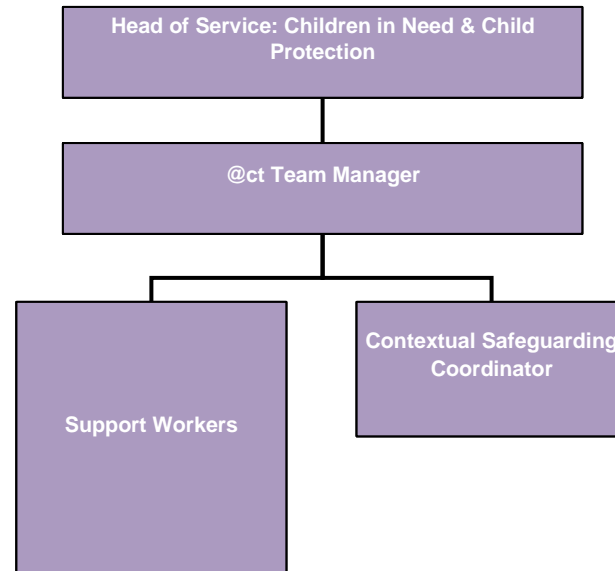 Head of Service: Children in Need & Child
Protection
@ct Team Manager
Contextual Safeguarding
Coordinator
Support Workers